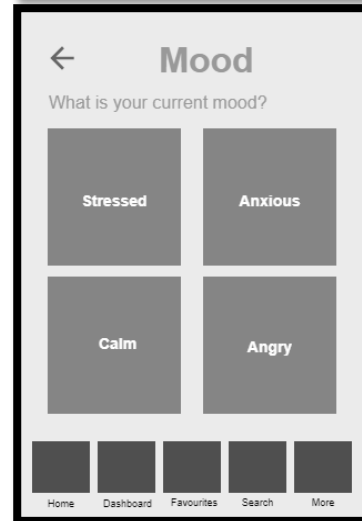 Mood
What is your current mood?
Stressed Anxious
Calm Angry
Home Dashboard Favourites Search More